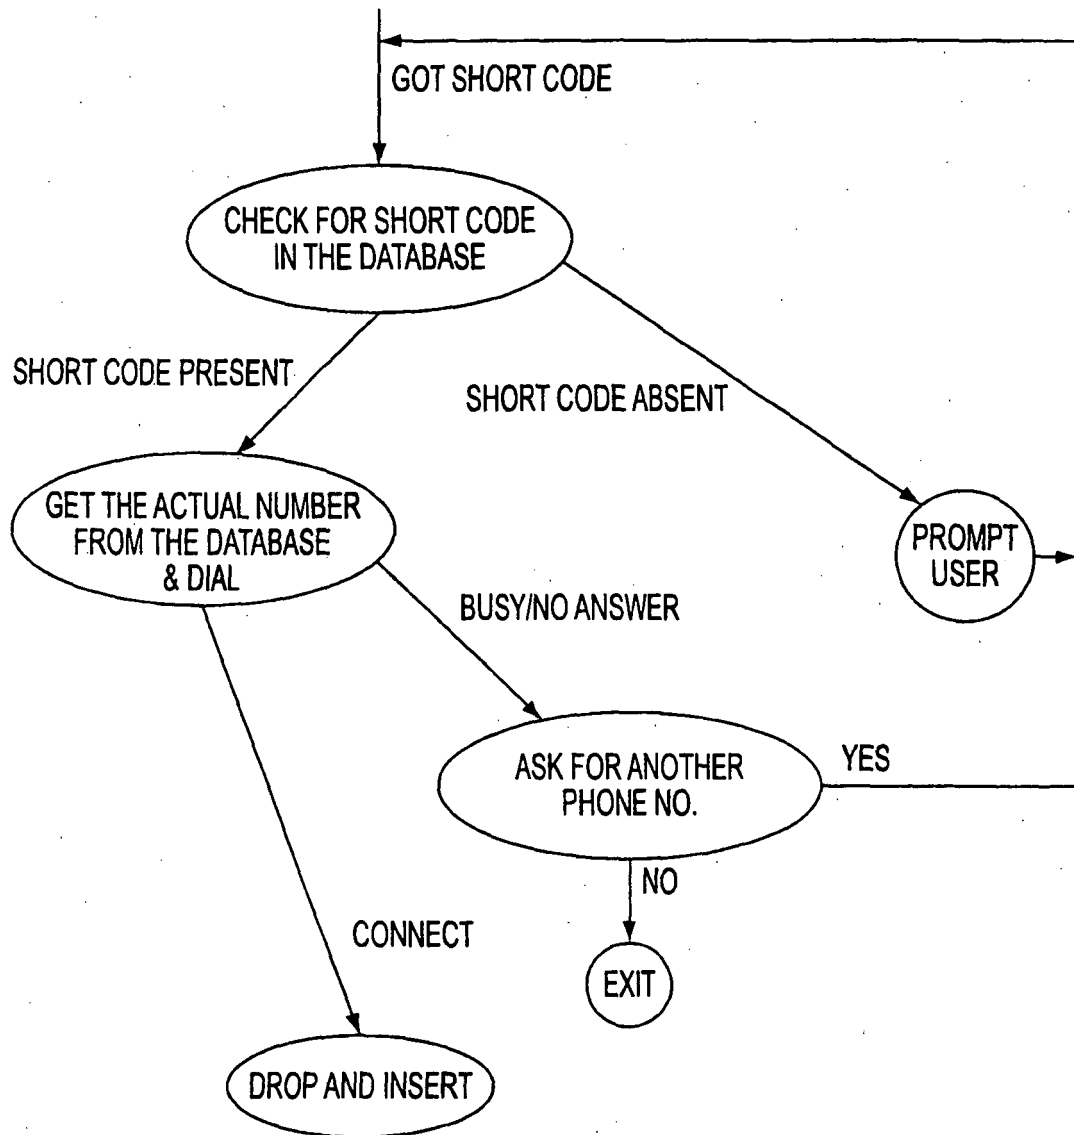 GOT SHORT CODE
CHECK FOR SHORT CODE
IN THE DATABASE
SHORT CODE PRESENT
SHORT CODE ABSENT
GET THE ACTUAL NUMBER
FROM THE DATABASE
& DIAL
PROMPT
USER
BUSY/NO ANSWER
ASK FOR ANOTHER
PHONE NO.
YES
NO
CONNECT
EXIT
DROP AND INSERT